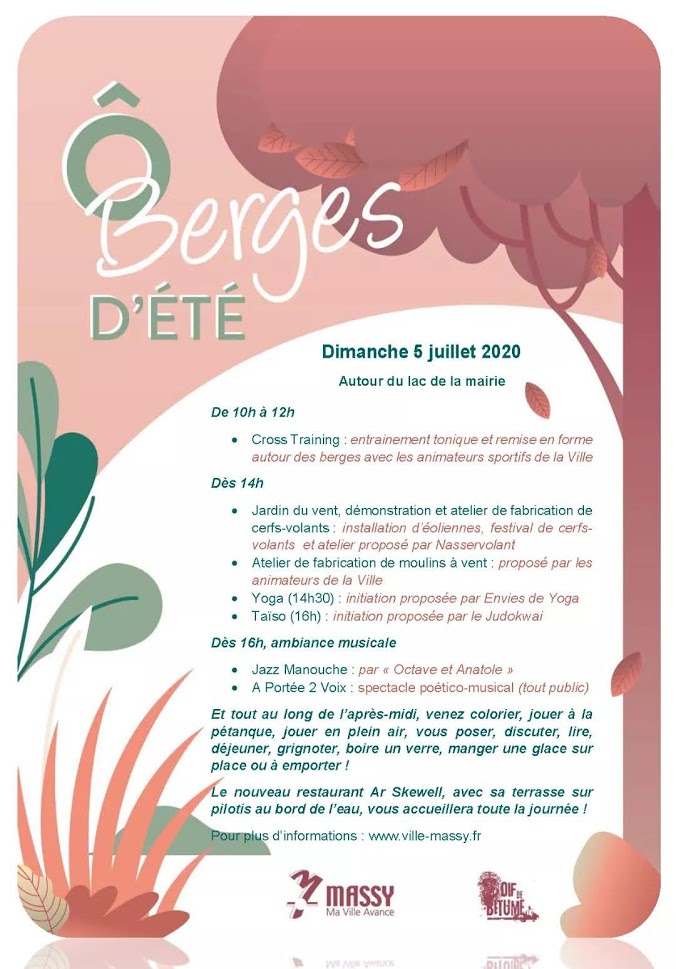 Ô
Berges
D'ÉTÉ
Dimanche 5 juillet 2020
Autour du lac de la mairie
De 10h à 12h
• Cross Training : entrainement tonique et remise en forme
autour des berges avec les animateurs sportifs de la Ville
Dès 14h
• Jardin du vent, démonstration et atelier de fabrication de
cerfs-volants : installation d'éoliennes, festival de cerfs-
volants et atelier proposé par Nasservolant
• Atelier de fabrication de moulins à vent : proposé par les
animateurs de la Ville
• Yoga (14h30) : initiation proposée par Envies de Yoga
• Taïso (16h) : initiation proposée par le Judokwai
Dès 16h, ambiance musicale
• Jazz Manouche : par « Octave et Anatole »
• A Portée 2 Voix : spectacle poético-musical (tout public)
Et tout au long de l'après-midi, venez colorier, jouer à la
pétanque, jouer en plein air, vous poser, discuter, lire,
déjeuner, grignoter, boire un verre, manger une glace sur
place ou à emporter !
Le nouveau restaurant Ar Skewell, avec sa terrasse sur
pilotis au bord de l'eau, vous accueillera toute la journée !
Pour plus d'informations : www.ville-massy.fr
MASSY
Ma Ville Avance
SOIF DE
BITUME